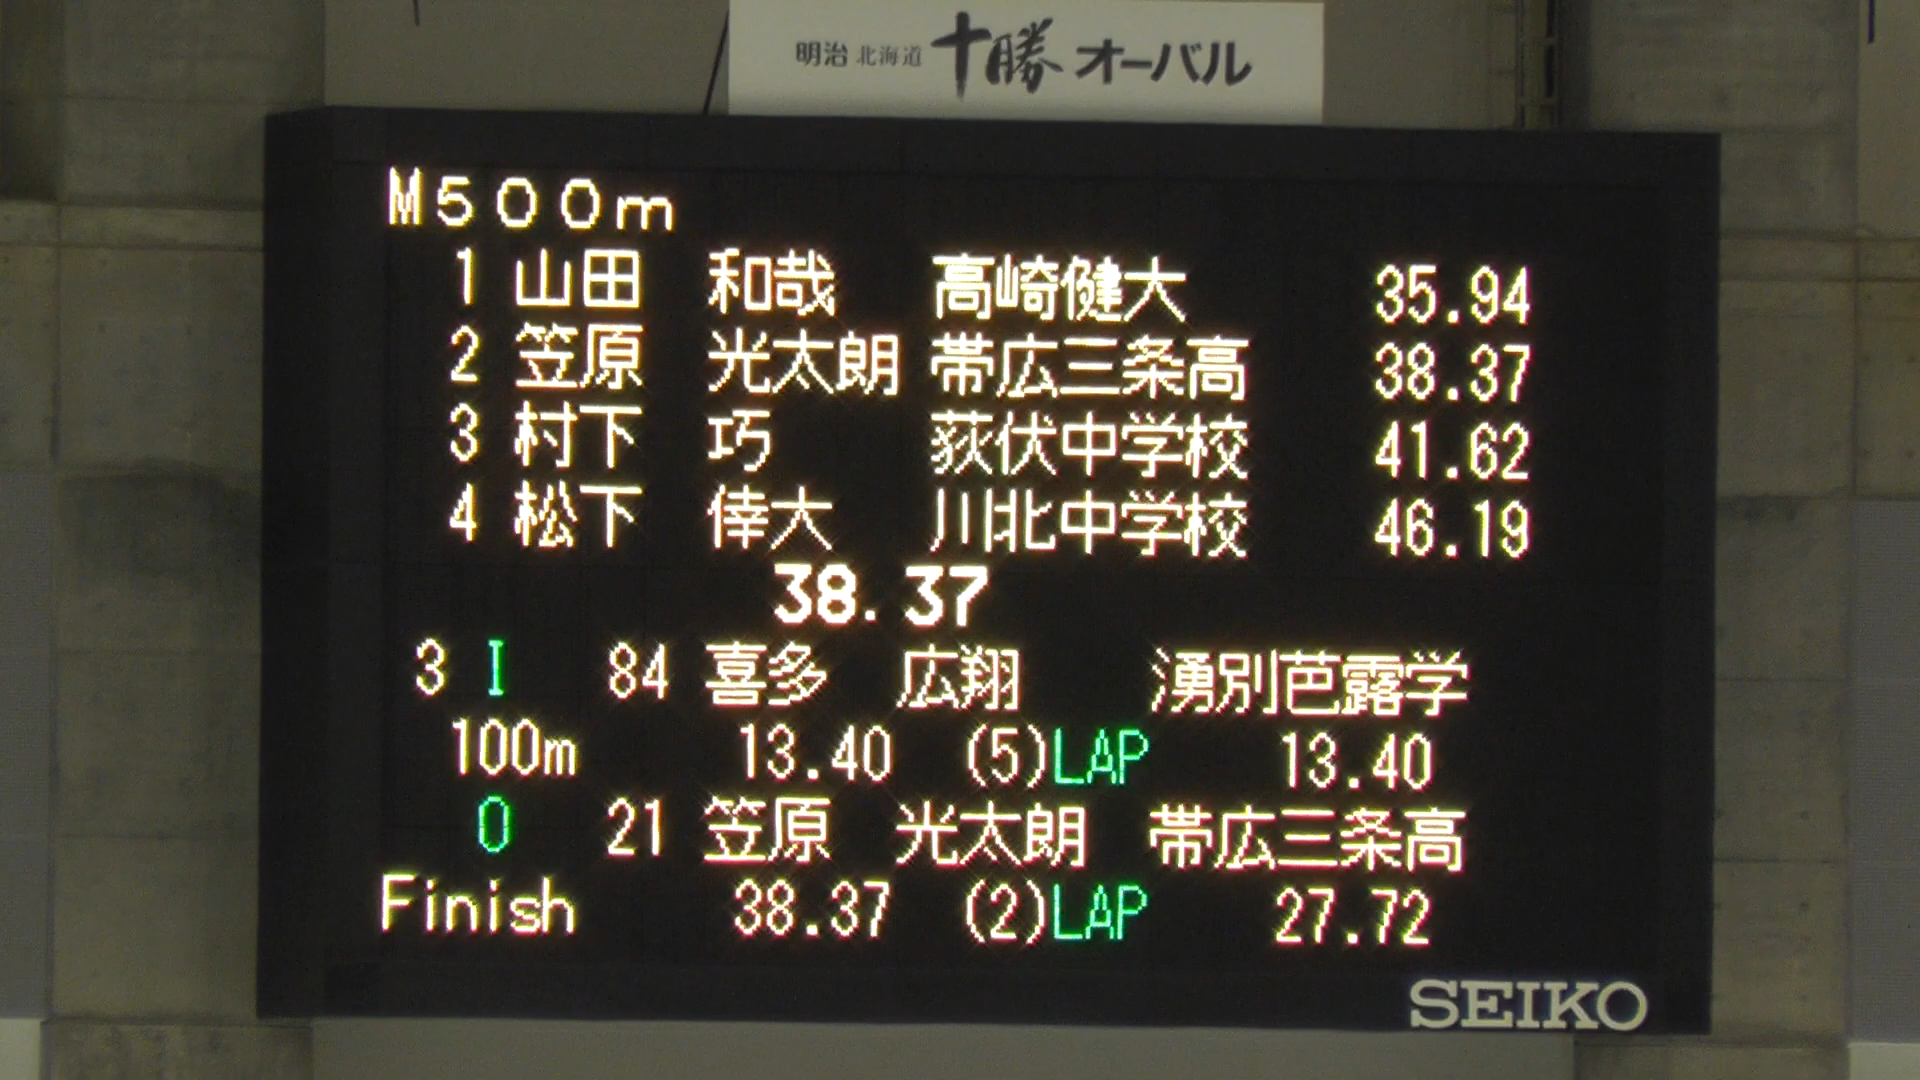 明治 北海道 十勝 オーバル
M500m
1 山田 和哉 高崎健大 35.94
2 笠原 光太朗 帯広三条高 38.37
3 村下 巧 荻伏中学校 41.62
4 松下 倖大 川北中学校 46.19
38.37
3 I 84 喜多 広翔 湧別芭露学
100m 13.40 (5)LAP 13.40
O 21 笠原 光太朗 帯広三条高
Finish 38.37 (2)LAP 27.72
SEIKO